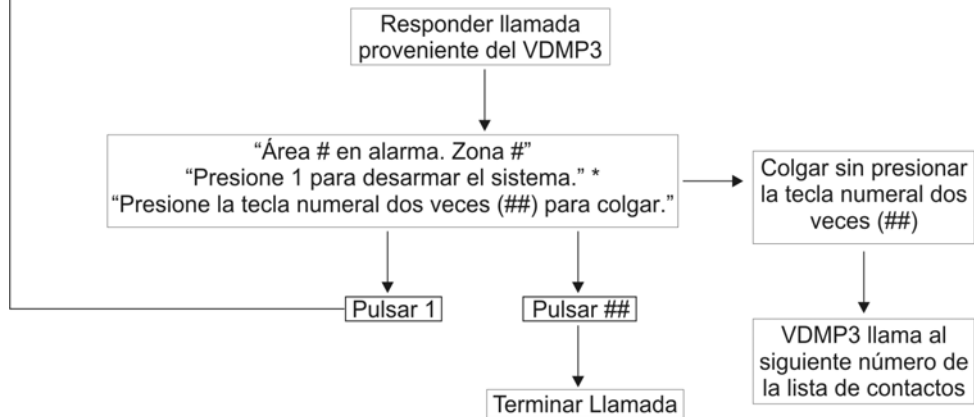 Responder llamada
proveniente del VDMP3
“Área # en alarma. Zona #”
“Presione 1 para desarmar el sistema.” *
“Presione la tecla numeral dos veces (##) para colgar.”
Colgar sin presionar
la tecla numeral dos
veces (##)
Pulsar 1
Pulsar ##
VDMP3 llama al
siguiente número de
la lista de contactos
Terminar Llamada